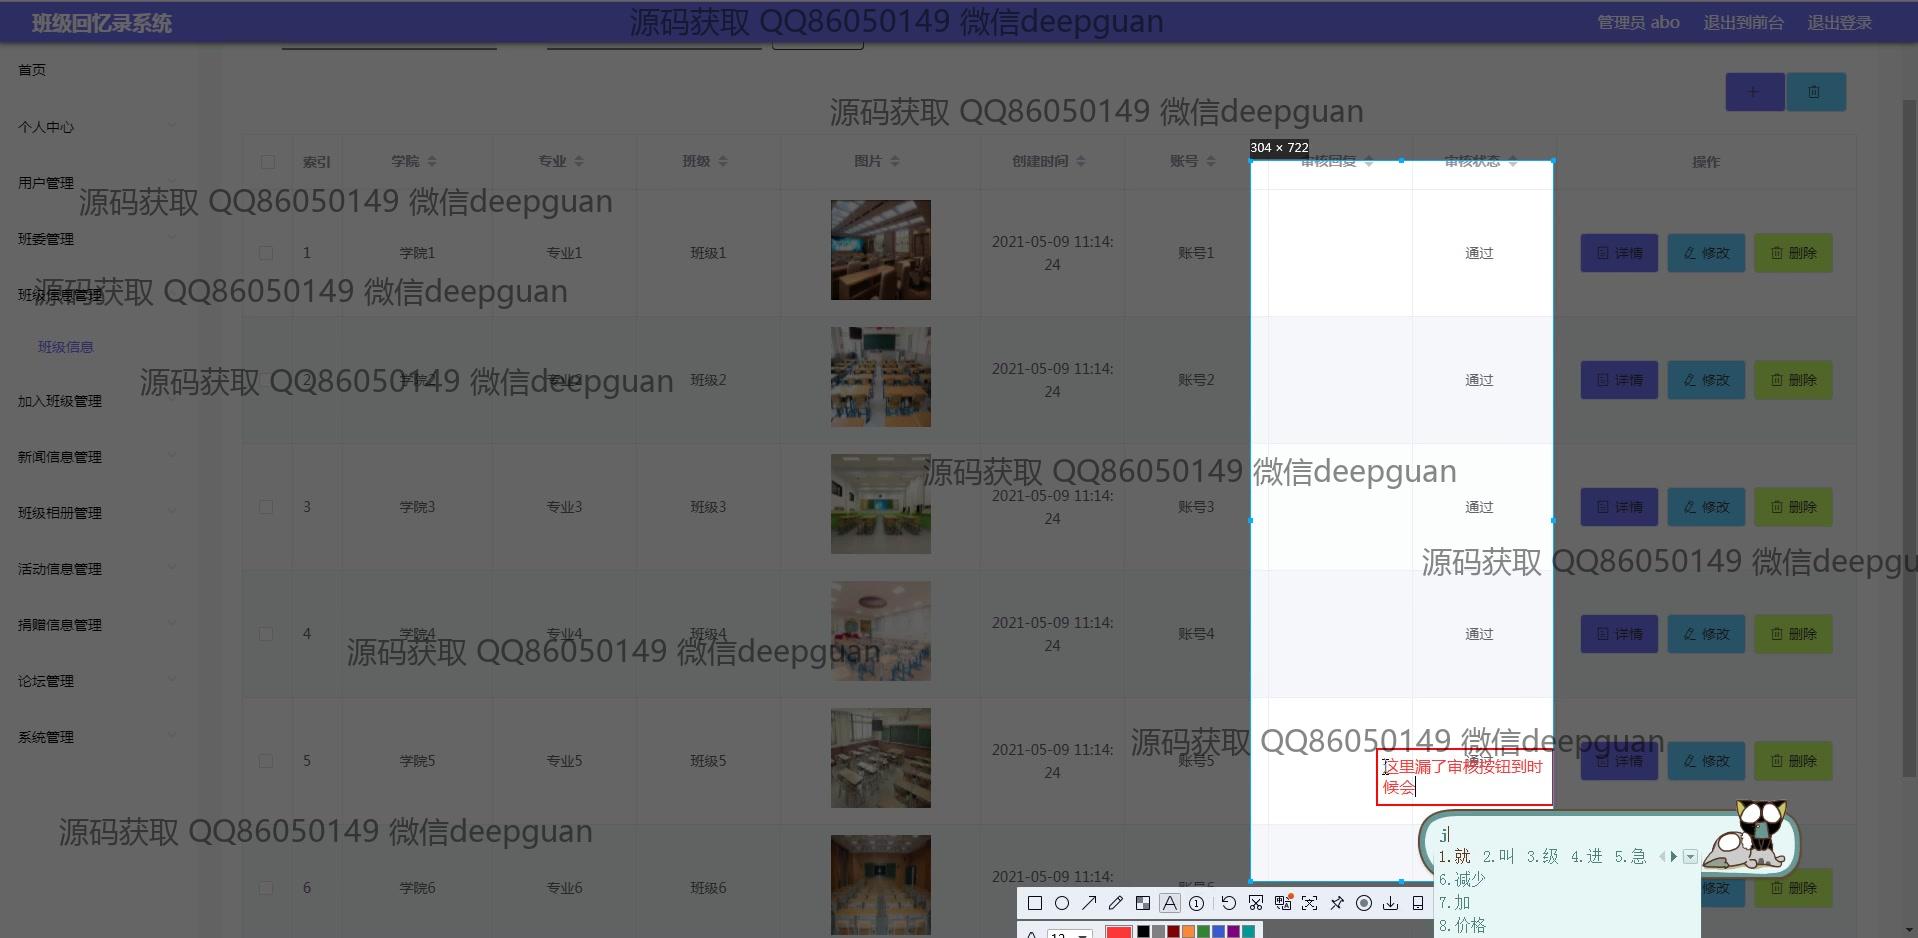 班级回忆录系统
源码获取 QQ86050149 微信deepguan
管理员 abo
退出到前台
退出登录
首页
个人中心
用户管理
班委管理
班级信息管理
班级信息
加入班级管理
新闻信息管理
班级相册管理
活动信息管理
捐赠信息管理
论坛管理
系统管理
源码获取 QQ86050149 微信deepguan
304 × 722
索引 学院 专业 班级 图片 创建时间 账号 审核回复 审核状态 操作
源码获取 QQ86050149 微信deepguan
1 学院1 专业1 班级1 2021-05-09 11:14:24 账号1 通过 详情 修改 删除
源码获取 QQ86050149 微信deepguan
2 学院2 专业2 班级2 2021-05-09 11:14:24 账号2 通过 详情 修改 删除
源码获取 QQ86050149 微信deepguan
源码获取 QQ86050149 微信deepguan
3 学院3 专业3 班级3 2021-05-09 11:14:24 账号3 通过 详情 修改 删除
源码获取 QQ86050149 微信deepgu
4 学院4 专业4 班级4 2021-05-09 11:14:24 账号4 通过 详情 修改 删除
源码获取 QQ86050149 微信deepguan
源码获取 QQ86050149 微信deepguan
5 学院5 专业5 班级5 2021-05-09 11:14:24 账号5 通过 详情 修改 删除
这里漏了审核按钮到时
候会
源码获取 QQ86050149 微信deepguan
6 学院6 专业6 班级6 2021-05-09 11:14: 账号6 修改 删除
j
1.就 2.叫 3.级 4.进 5.急
6.减少
7.加
8.价格
12